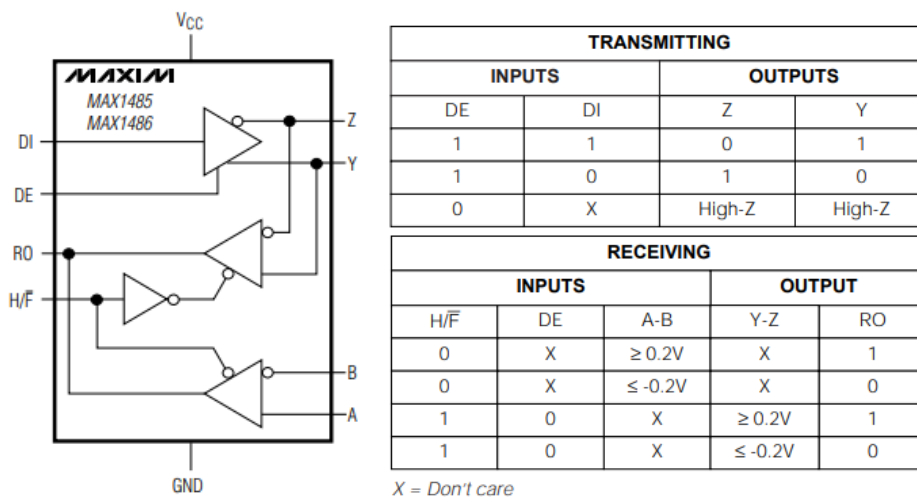 VCC
MAXIM
MAX1485
MAX1486
DI
DE
RO
H/F̅
Z
Y
B
A
GND
TRANSMITTING
INPUTS OUTPUTS
DE DI Z Y
1 1 0 1
1 0 1 0
0 X High-Z High-Z
RECEIVING
INPUTS OUTPUT
H/F̅ DE A-B Y-Z RO
0 X ≥ 0.2V X 1
0 X ≤ -0.2V X 0
1 0 X ≥ 0.2V 1
1 0 X ≤ -0.2V 0
X = Don't care